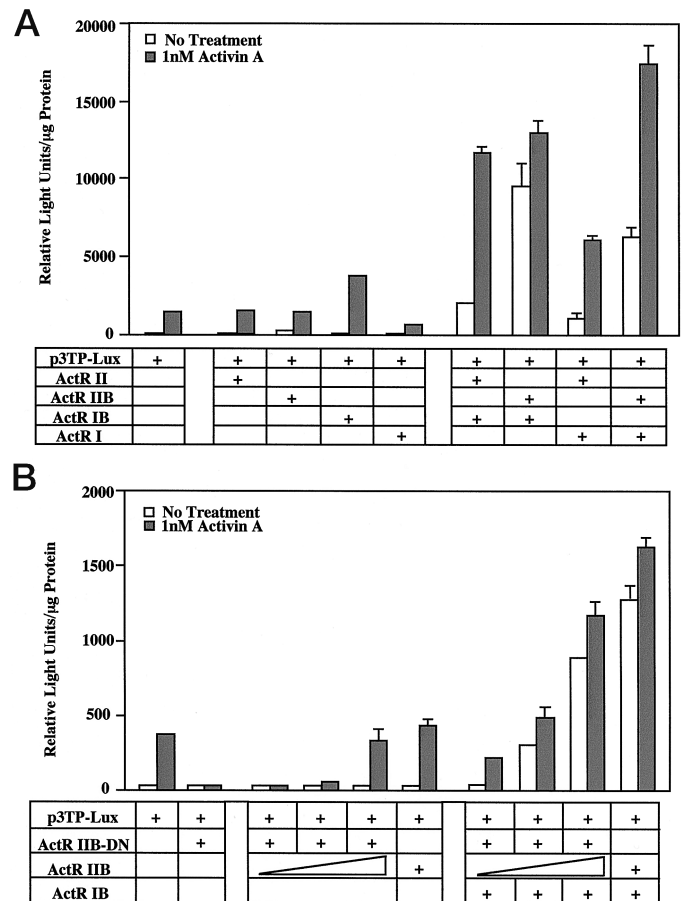 A
20000
15000
10000
5000
0
Relative Light Units/µg Protein
No Treatment
1nM Activin A
p3TP-Lux + + + + + + + + +
ActR II + + +
ActR IIB + + +
ActR IB + + +
ActR I + + +
B
2000
1500
1000
500
0
Relative Light Units/µg Protein
No Treatment
1nM Activin A
p3TP-Lux + + + + + + + + + +
ActR IIB-DN + + + + + + +
ActR IIB + +
ActR IB + + + +